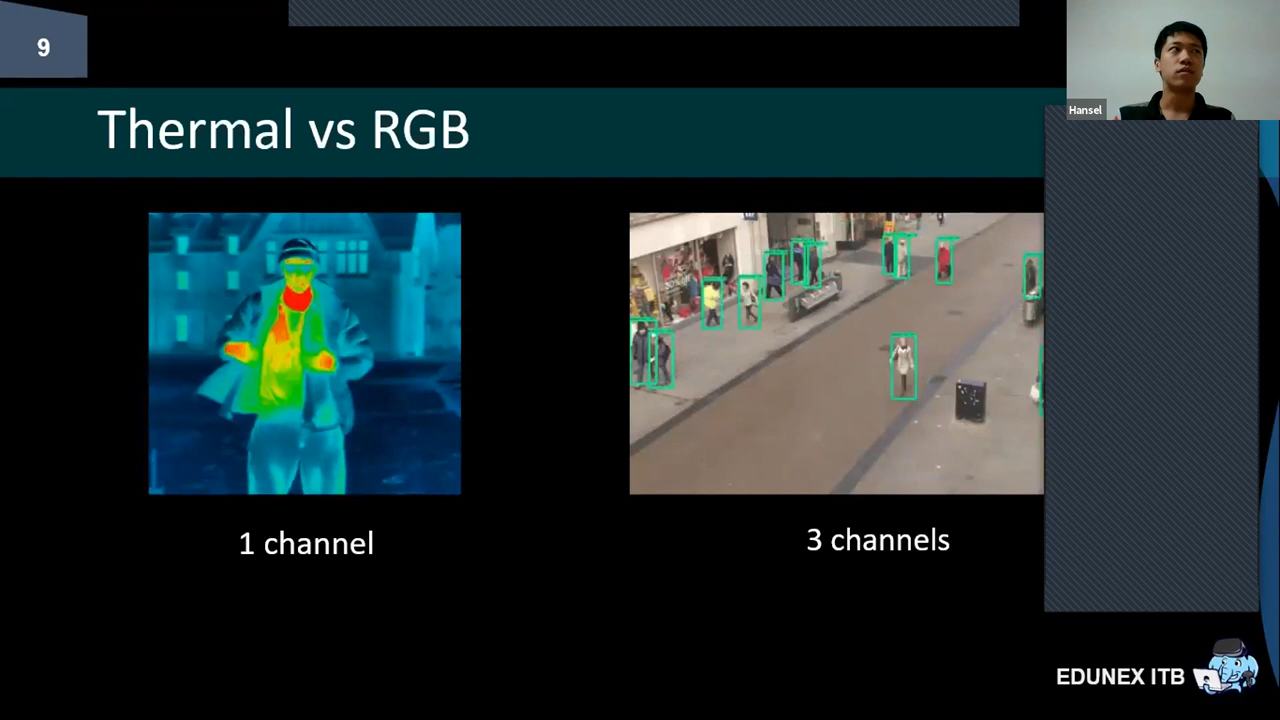 9
Hansel
Thermal vs RGB
1 channel
3 channels
EDUNEX ITB